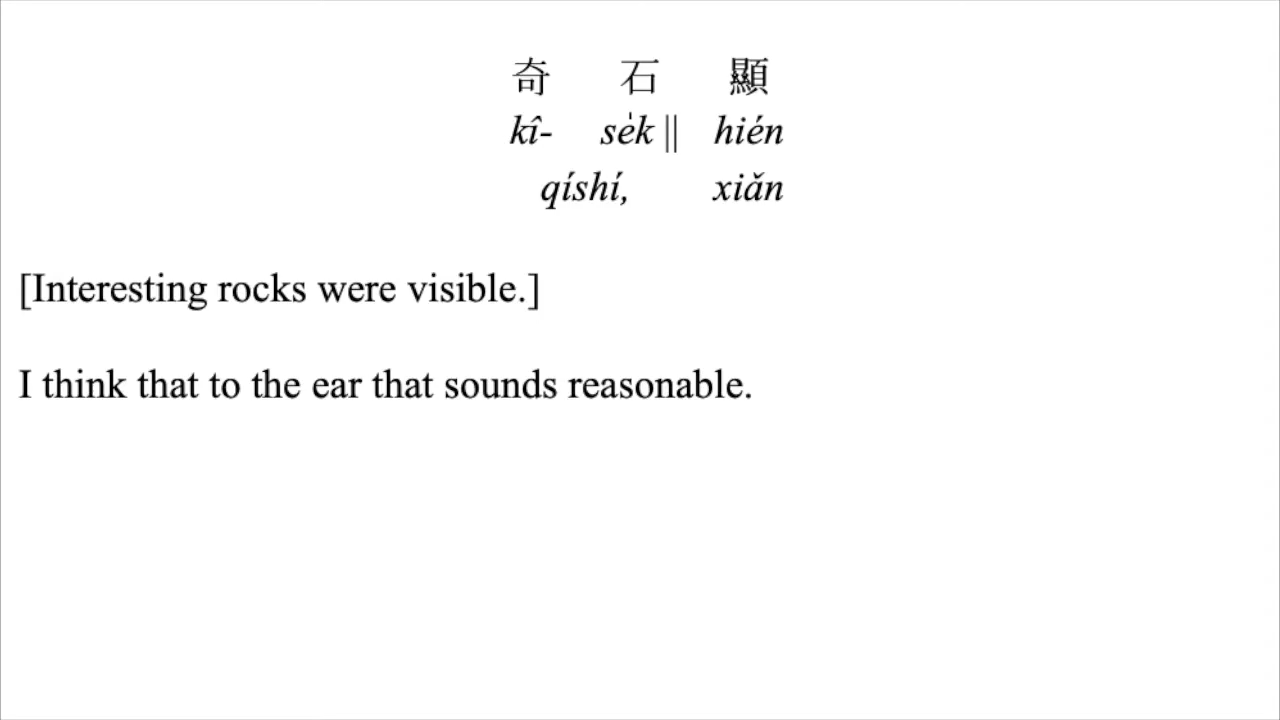 奇 石 顯
kî- se̍k || hién
qíshí, xiǎn
[Interesting rocks were visible.]
I think that to the ear that sounds reasonable.